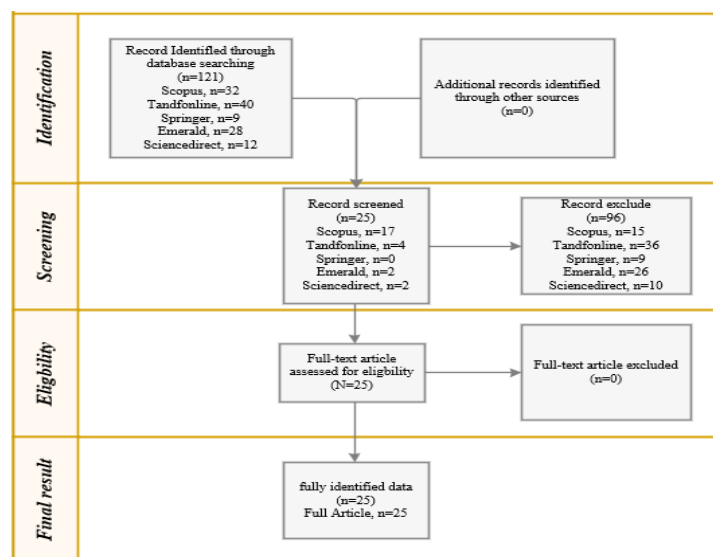 Identification
Record Identifled through
database searching
(n=121)
Scopus, n=32
Tandfonline, n=40
Springer, n=9
Emerald, n=28
Sciencedirect, n=12
Additional records identified
through other sources
(n=0)
Screening
Record screened
(n=25)
Scopus, n=17
Tandfonline, n=4
Springer, n=0
Emerald, n=2
Sciencedirect, n=2
Record exclude
(n=96)
Scopus, n=15
Tandfonline, n=36
Springer, n=9
Emerald, n=26
Sciencedirect, n=10
Eligbility
Full-text article
assessed for eligbility
(N=25)
Full-text article excluded
(n=0)
Final result
fully identified data
(n=25)
Full Article, n=25